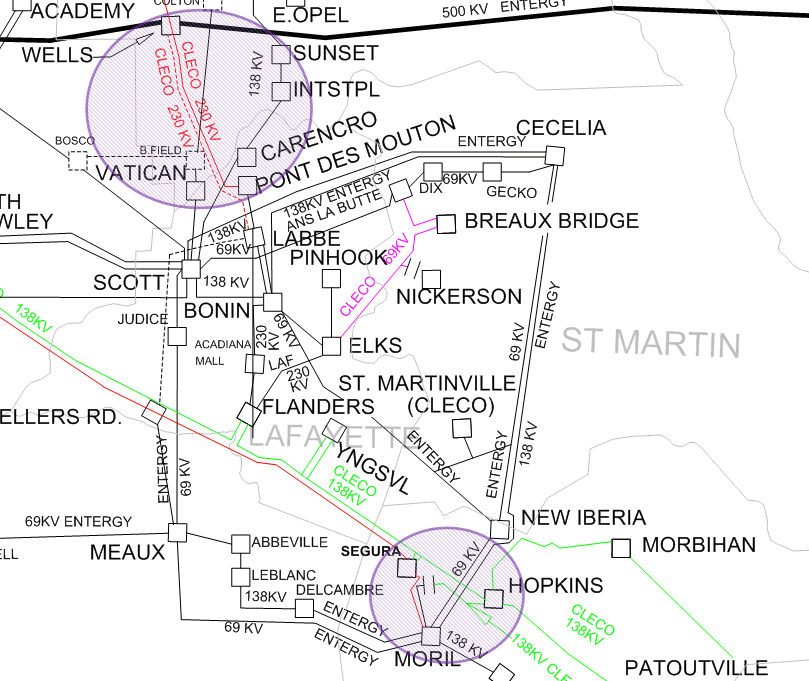 COLTON
ACADEMY
E.OPEL
500 KV ENTERGY
WELLS
SUNSET
138 KV
INTSTPL
CLECO 230 KV
CLECO 230 KV
CARENCRO
CECELIA
ENTERGY
BOSCO
B.FIELD
VATICAN
PONT DES MOUTON
DIX
69KV
GECKO
138KV ENTERGY
ANS LA BUTTE
TH
WLEY
BREAUX BRIDGE
138KV
69KV
LABBE
PINHOOK
CLECO 69KV
SCOTT
138 KV
NICKERSON
BONIN
138KV
JUDICE
69 KV
230
KV
ACADIANA
MALL
ELKS
LAF
230
KV
69 KV
ENTERGY
ST MARTIN
ST. MARTINVILLE
(CLECO)
ELLERS RD.
FLANDERS
LAFAYETTE
YNGSVL
ENTERGY
138 KV
ENTERGY
69 KV
ENTERGY
CLECO
138KV
69KV ENTERGY
NEW IBERIA
MEAUX
ELL
ABBEVILLE
SEGURA
69 KV
MORBIHAN
LEBLANC
138KV
DELCAMBRE
HOPKINS
ENTERGY
69 KV
ENTERGY
CLECO
138KV
MORIL
138 KV
138KV CLE
PATOUTVILLE